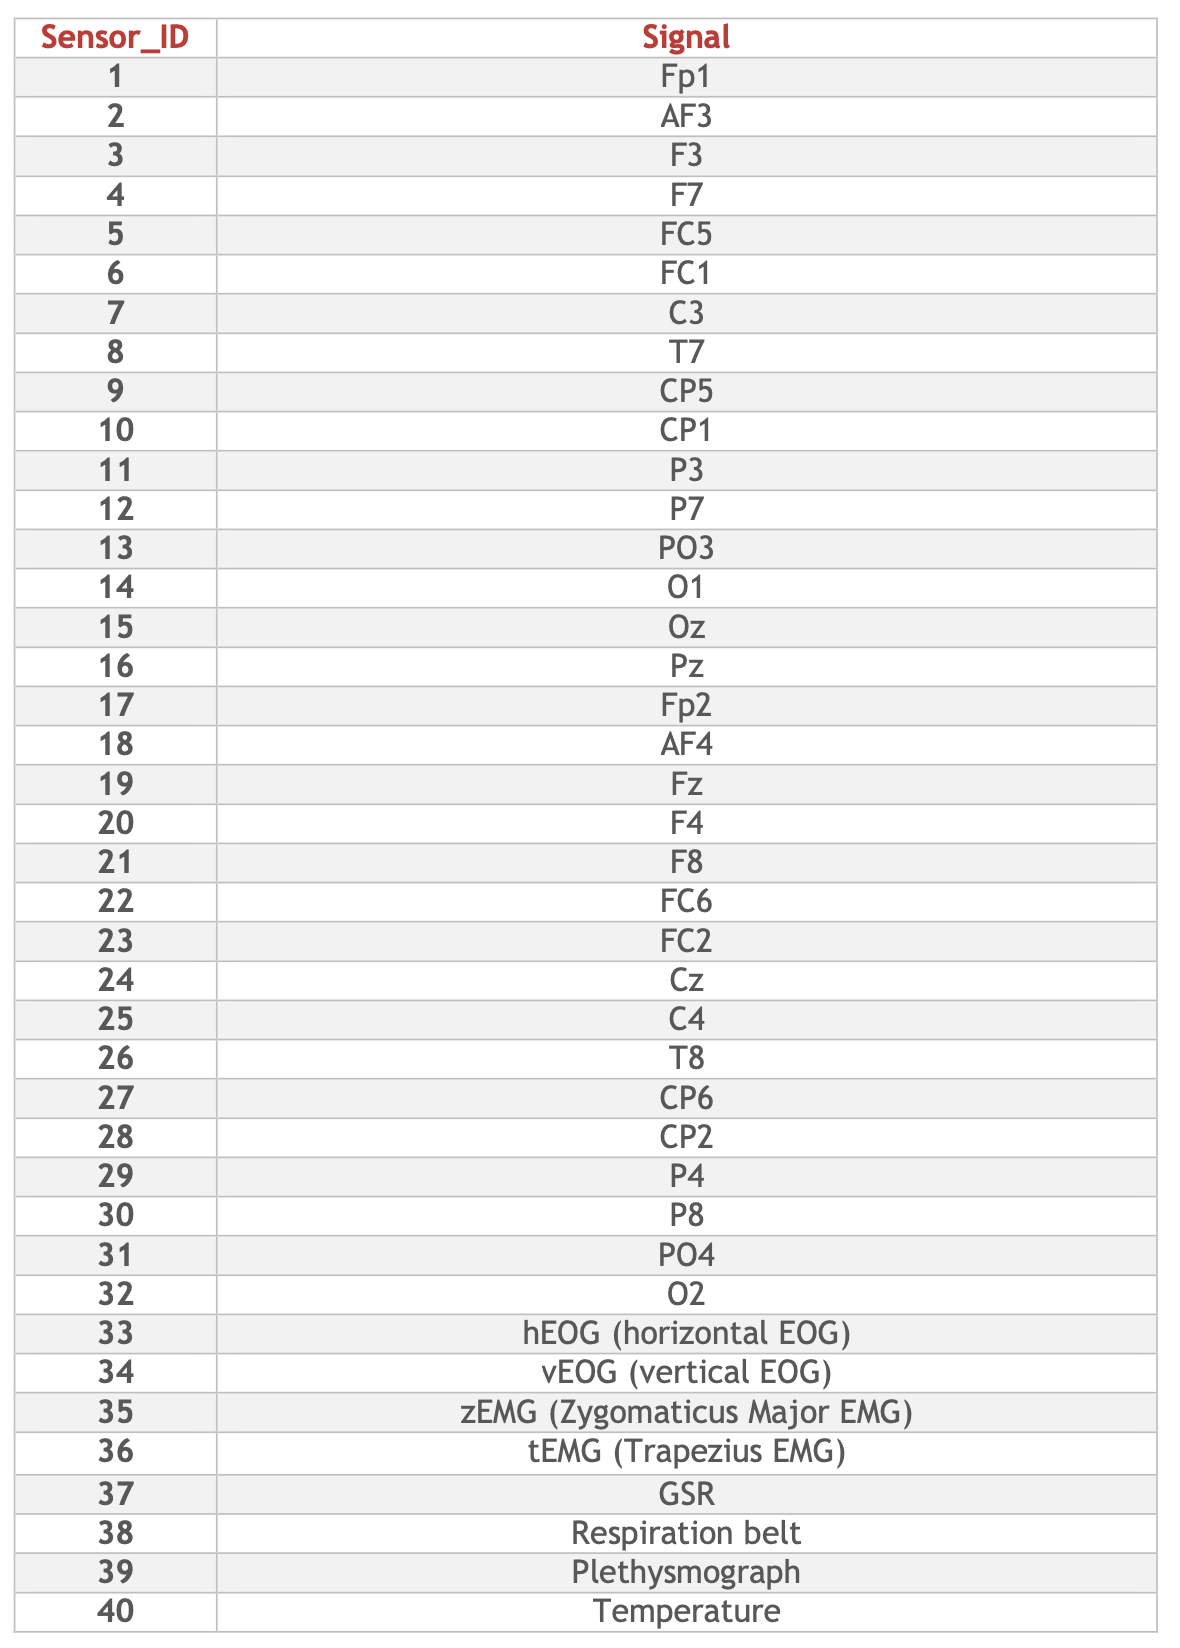 Sensor_ID Signal
1 Fp1
2 AF3
3 F3
4 F7
5 FC5
6 FC1
7 C3
8 T7
9 CP5
10 CP1
11 P3
12 P7
13 PO3
14 O1
15 Oz
16 Pz
17 Fp2
18 AF4
19 Fz
20 F4
21 F8
22 FC6
23 FC2
24 Cz
25 C4
26 T8
27 CP6
28 CP2
29 P4
30 P8
31 PO4
32 O2
33 hEOG (horizontal EOG)
34 vEOG (vertical EOG)
35 zEMG (Zygomaticus Major EMG)
36 tEMG (Trapezius EMG)
37 GSR
38 Respiration belt
39 Plethysmograph
40 Temperature